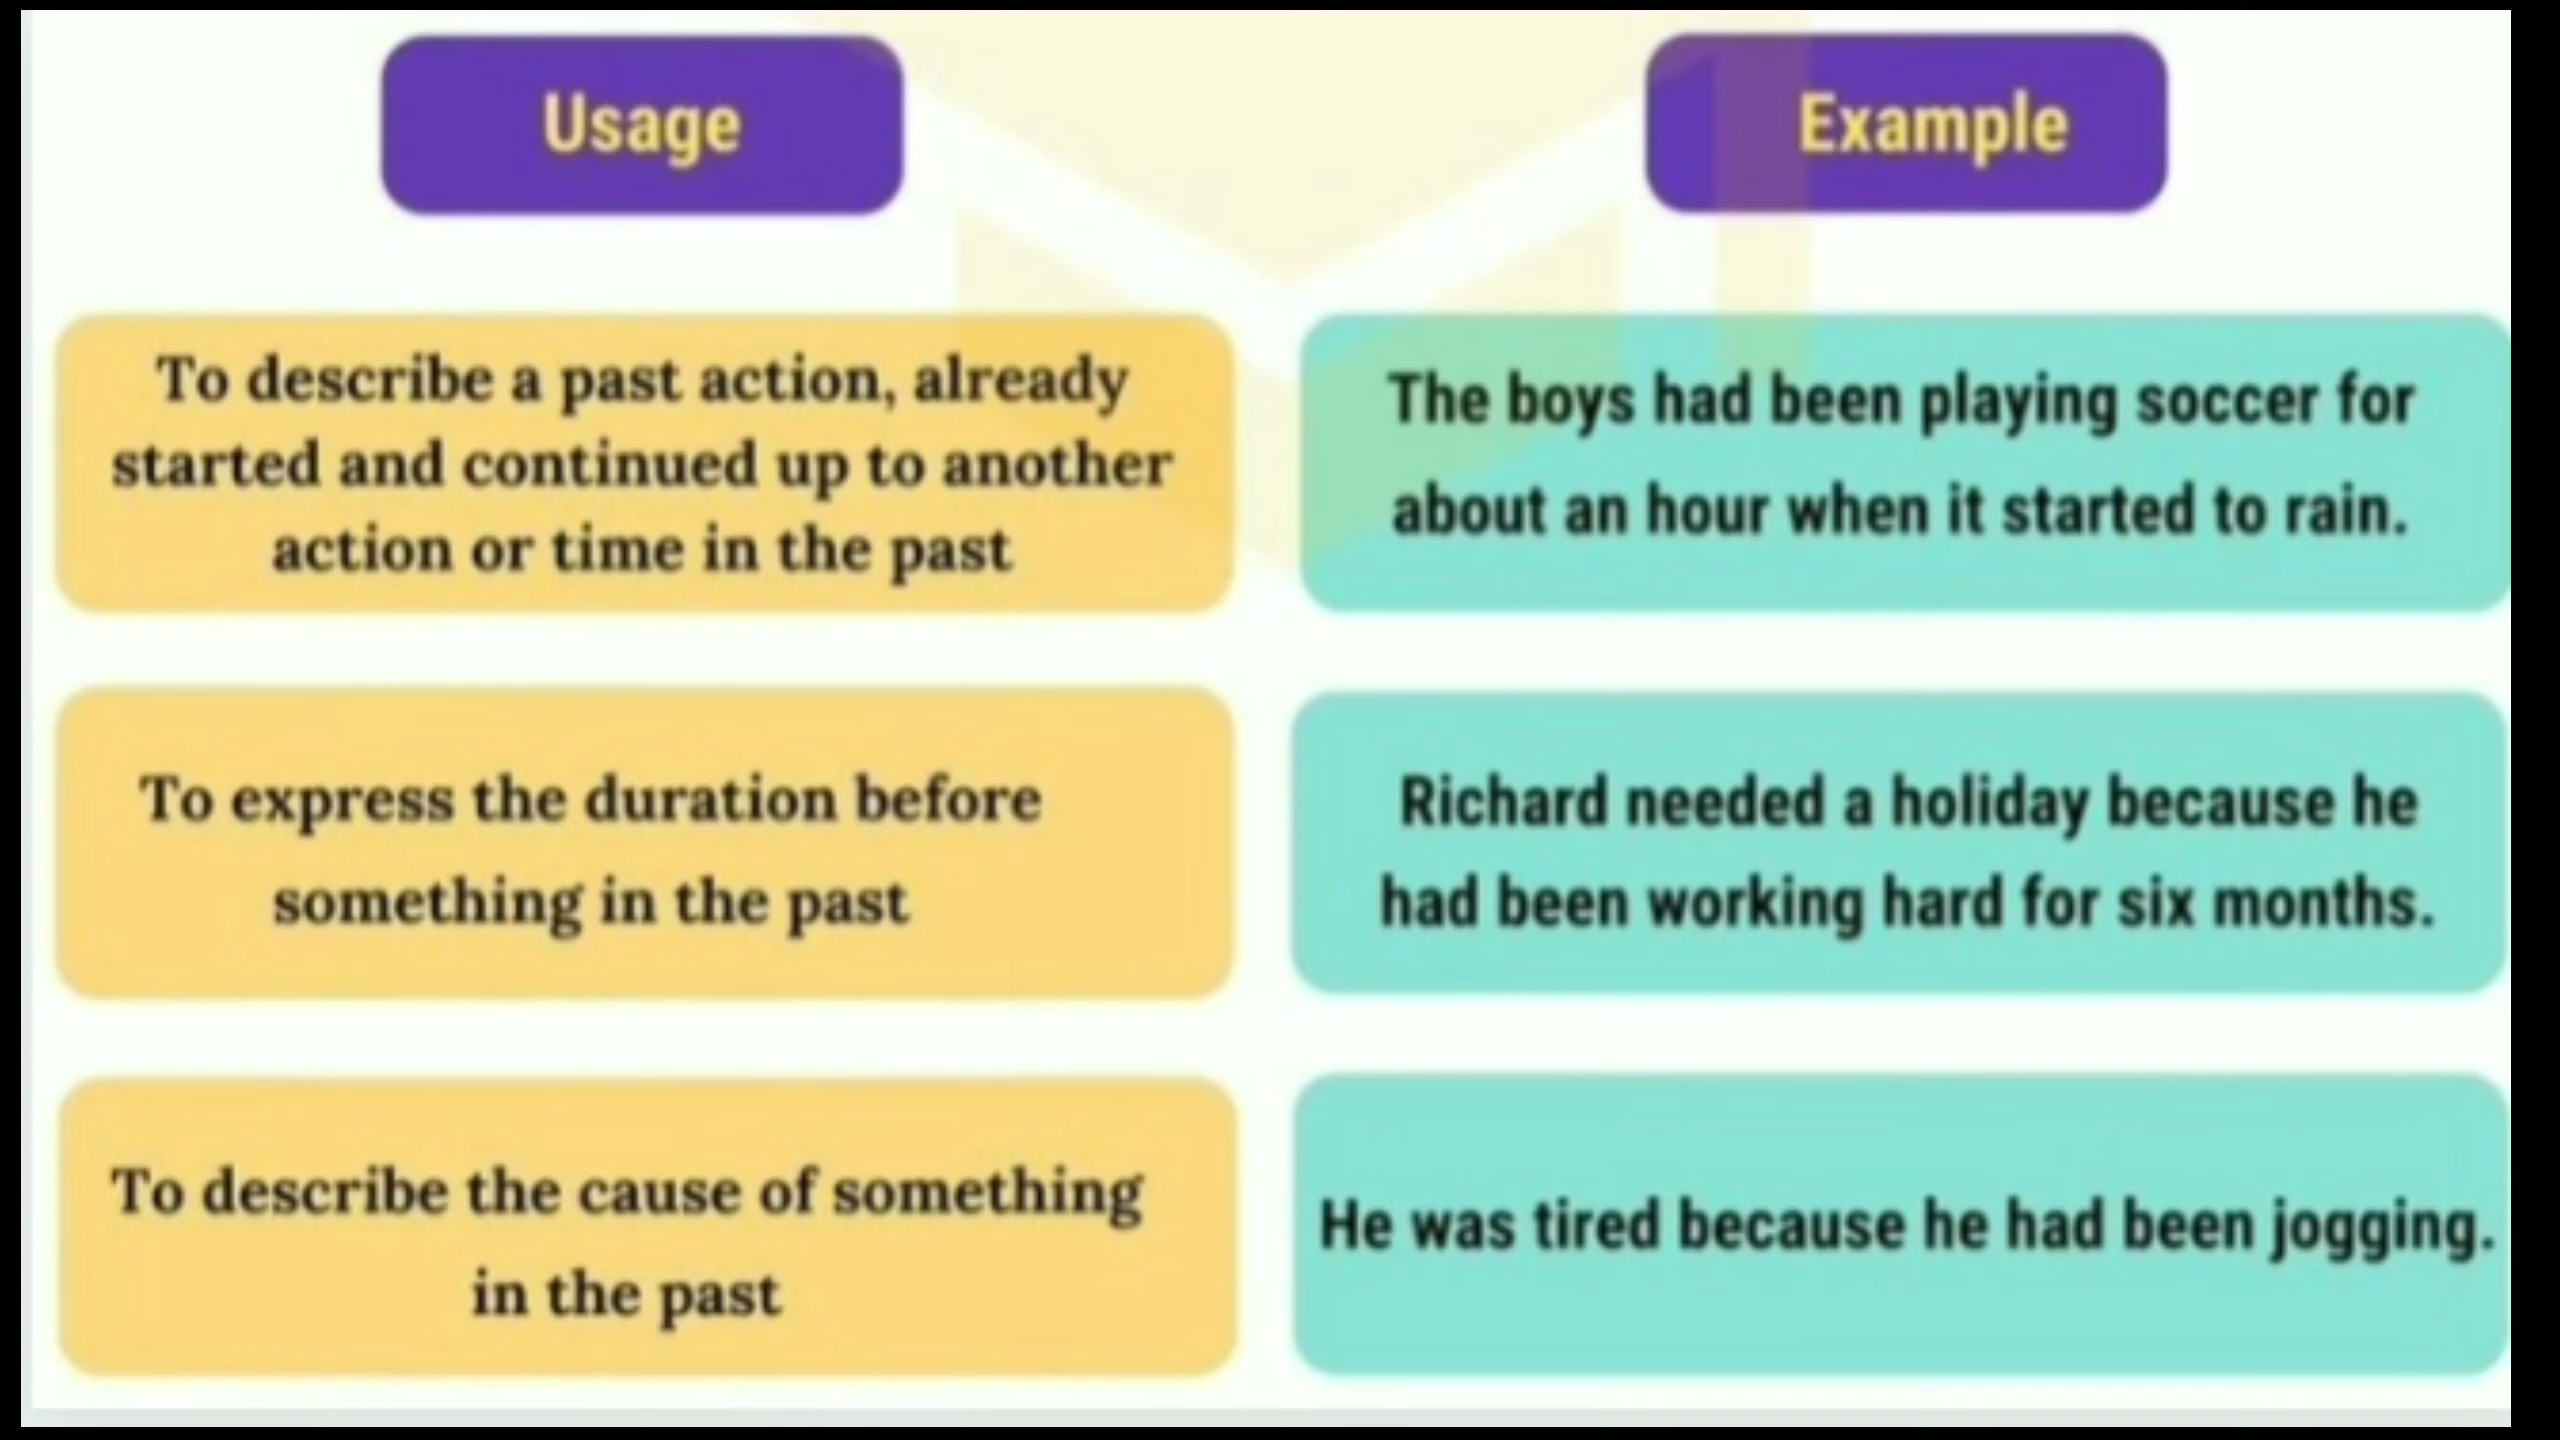 Usage
Example
To describe a past action, already
started and continued up to another
action or time in the past
The boys had been playing soccer for
about an hour when it started to rain.
To express the duration before
something in the past
Richard needed a holiday because he
had been working hard for six months.
To describe the cause of something
in the past
He was tired because he had been jogging.